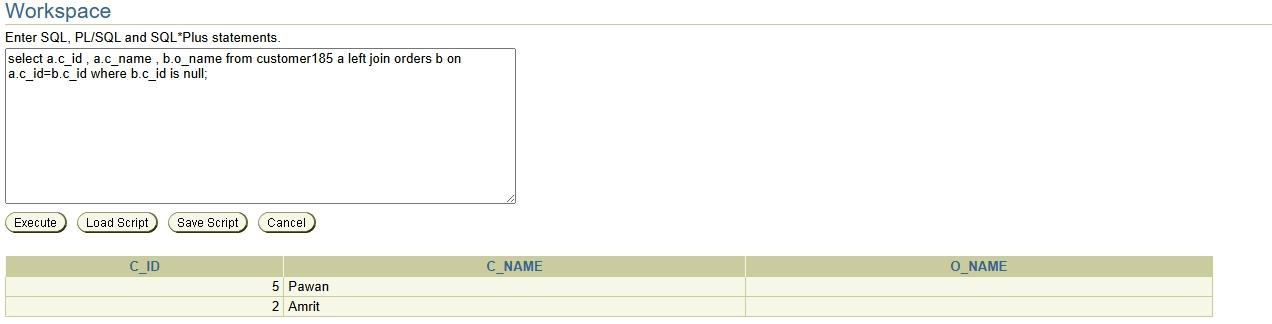 Workspace
Enter SQL, PL/SQL and SQL*Plus statements.
select a.c_id , a.c_name , b.o_name from customer185 a left join orders b on
a.c_id=b.c_id where b.c_id is null;
Execute Load Script Save Script Cancel
C_ID C_NAME O_NAME
5 Pawan
2 Amrit